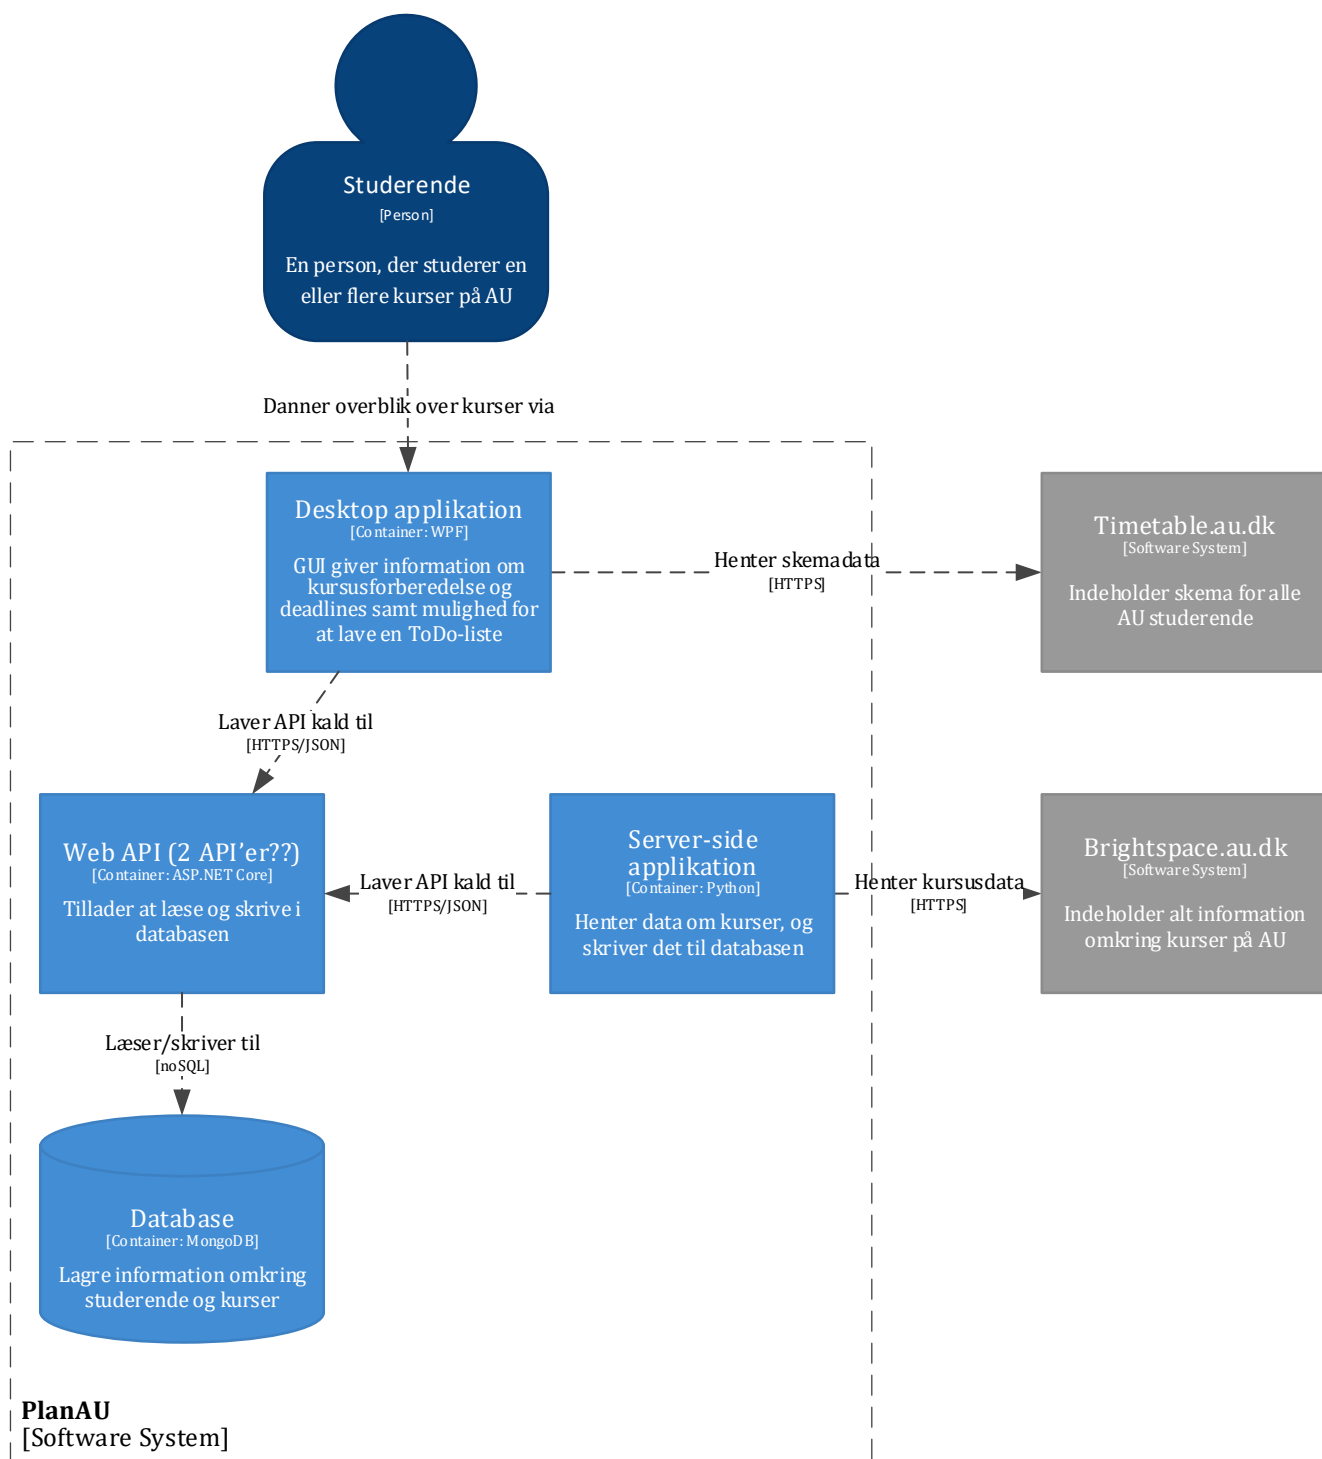 Studerende
[Person]
En person, der studerer en
eller flere kurser på AU
Danner overblik over kurser via
Desktop applikation
[Container: WPF]
GUI giver information om
kursusforberedelse og
deadlines samt mulighed for
at lave en ToDo-liste
Henter skemadata
[HTTPS]
Timetable.au.dk
[Software System]
Indeholder skema for alle
AU studerende
Laver API kald til
[HTTPS/JSON]
Web API (2 API’er??)
[Container: ASP.NET Core]
Tillader at læse og skrive i
databasen
Laver API kald til
[HTTPS/JSON]
Server-side
applikation
[Container: Python]
Henter data om kurser, og
skriver det til databasen
Henter kursusdata
[HTTPS]
Brightspace.au.dk
[Software System]
Indeholder alt information
omkring kurser på AU
Læser/skriver til
[noSQL]
Database
[Container: MongoDB]
Lagre information omkring
studerende og kurser
PlanAU
[Software System]